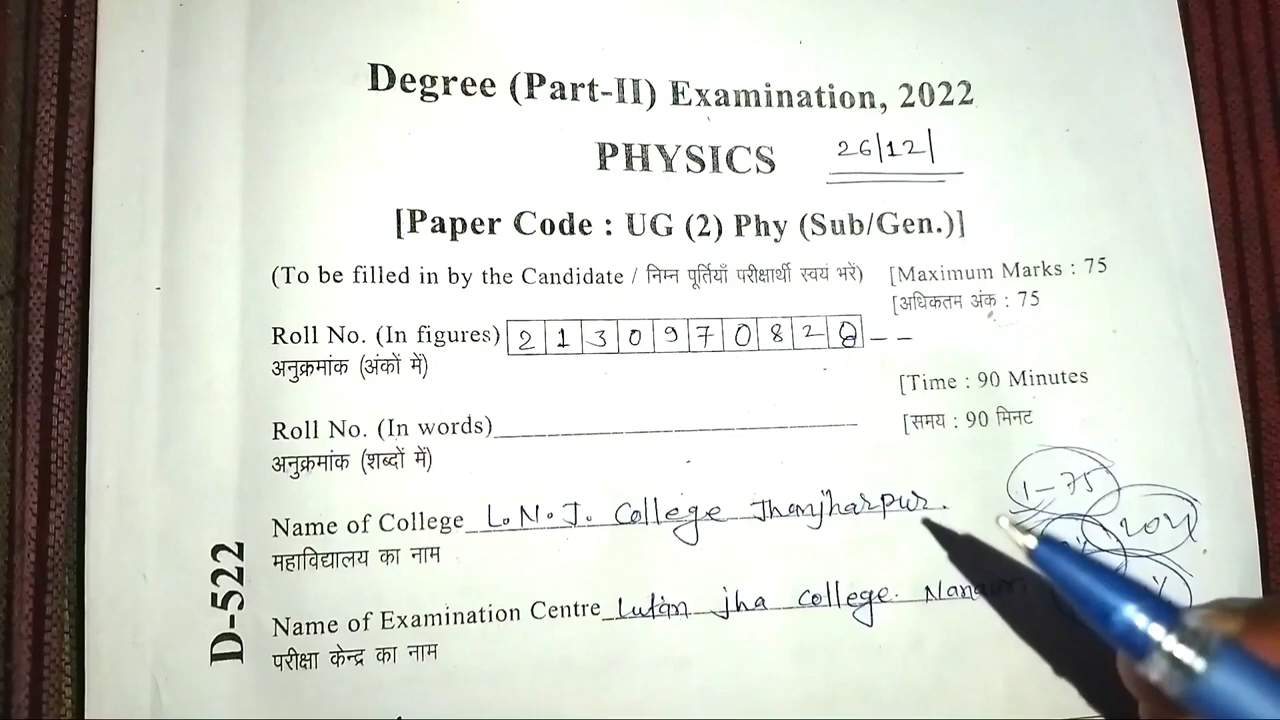 Degree (Part-II) Examination, 2022
PHYSICS 26/12/
[Paper Code : UG (2) Phy (Sub/Gen.)]
(To be filled in by the Candidate / निम्न पूर्तियाँ परीक्षार्थी स्वयं भरें) [Maximum Marks : 75
[अधिकतम अंक : 75
Roll No. (In figures) 2 1 3 0 9 7 0 8 2
अनुक्रमांक (अंकों में)
[Time : 90 Minutes
Roll No. (In words) [समय : 90 मिनट
अनुक्रमांक (शब्दों में)
1-75
Name of College L.N.J. College Jhanjharpur.
महाविद्यालय का नाम
Name of Examination Centre Lutan jha college.
परीक्षा केन्द्र का नाम
D-522